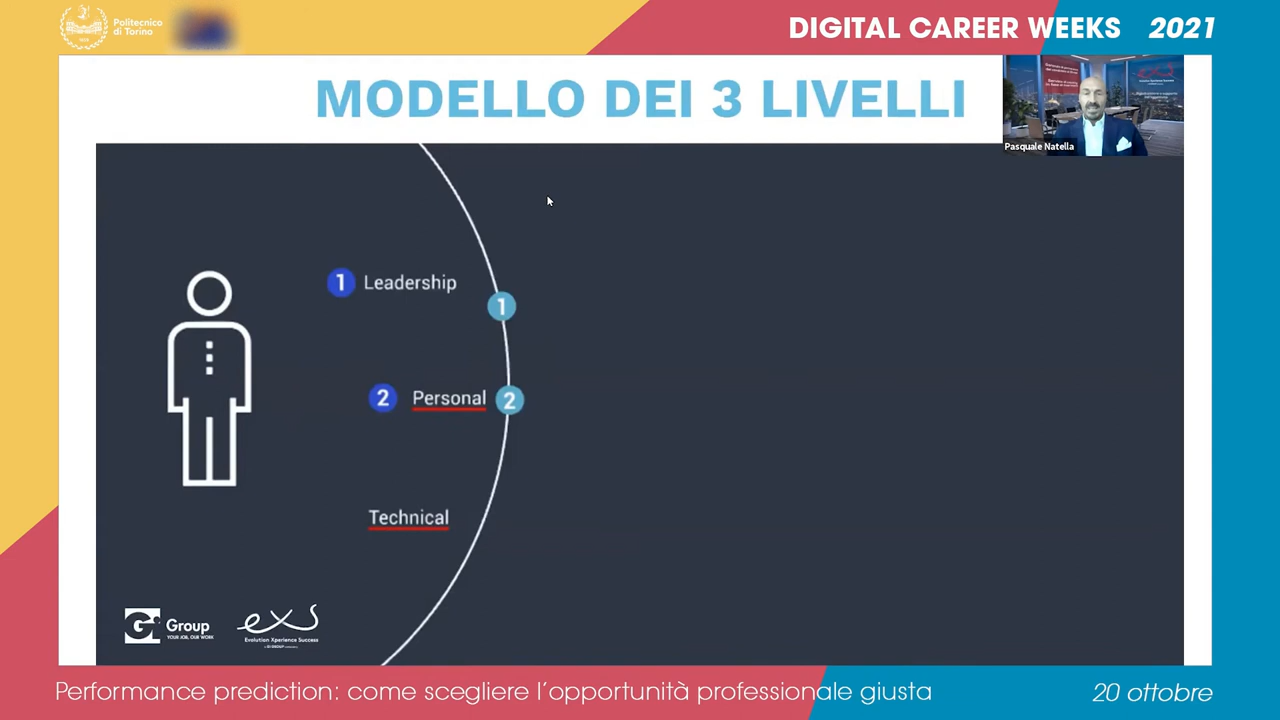 Politecnico
di Torino
DIGITAL CAREER WEEKS 2021
MODELLO DEI 3 LIVELLI
Pasquale Natella
1 Leadership
1
2 Personal 2
Technical
Gi Group
YOUR JOB, OUR WORK
exs
Evolution Xperience Success
Performance prediction: come scegliere l'opportunità professionale giusta
20 ottobre